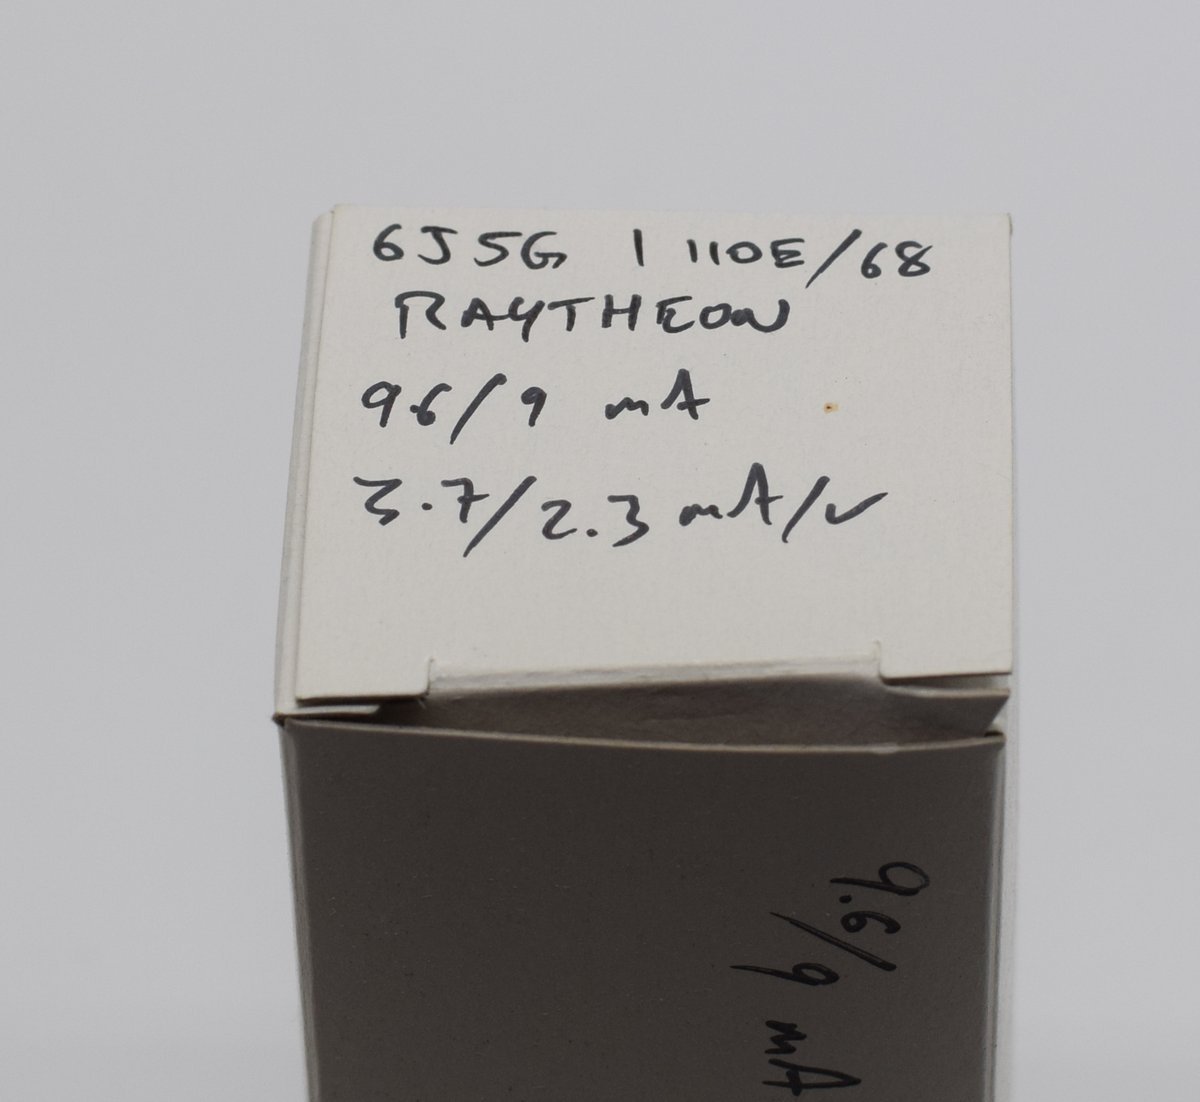 6J5G | 110E/68
RAYTHEON
9.6/9 mA
3.7/2.3 mA/V
9.6/9 mA